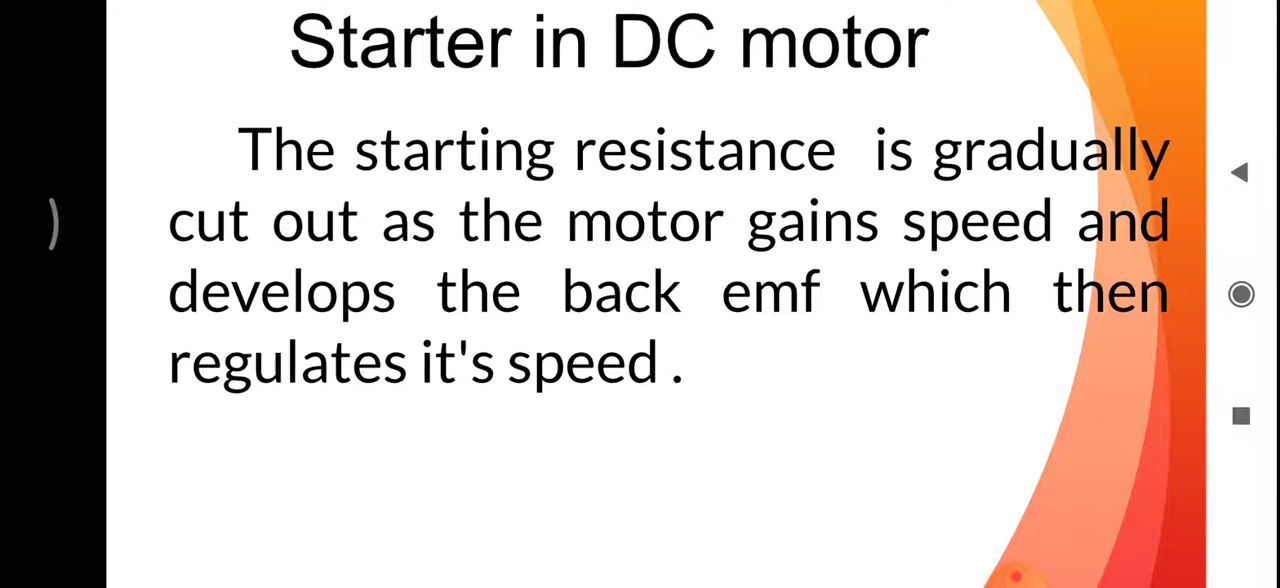 Starter in DC motor
The starting resistance is gradually
cut out as the motor gains speed and
develops the back emf which then
regulates it's speed .